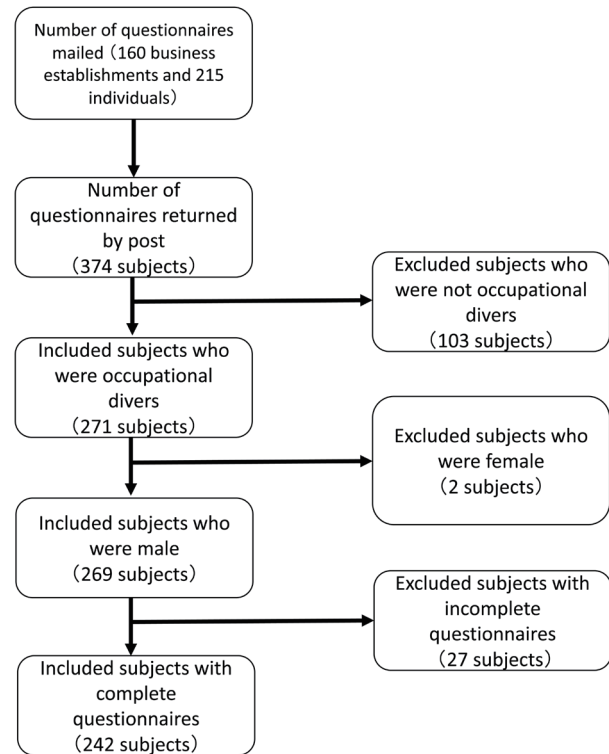 Number of questionnaires
mailed（160 business
establishments and 215
individuals）
Number of
questionnaires returned
by post
（374 subjects）
Excluded subjects who
were not occupational
divers
（103 subjects）
Included subjects who
were occupational
divers
（271 subjects）
Excluded subjects who
were female
（2 subjects）
Included subjects who
were male
（269 subjects）
Excluded subjects with
incomplete
questionnaires
（27 subjects）
Included subjects with
complete
questionnaires
（242 subjects）